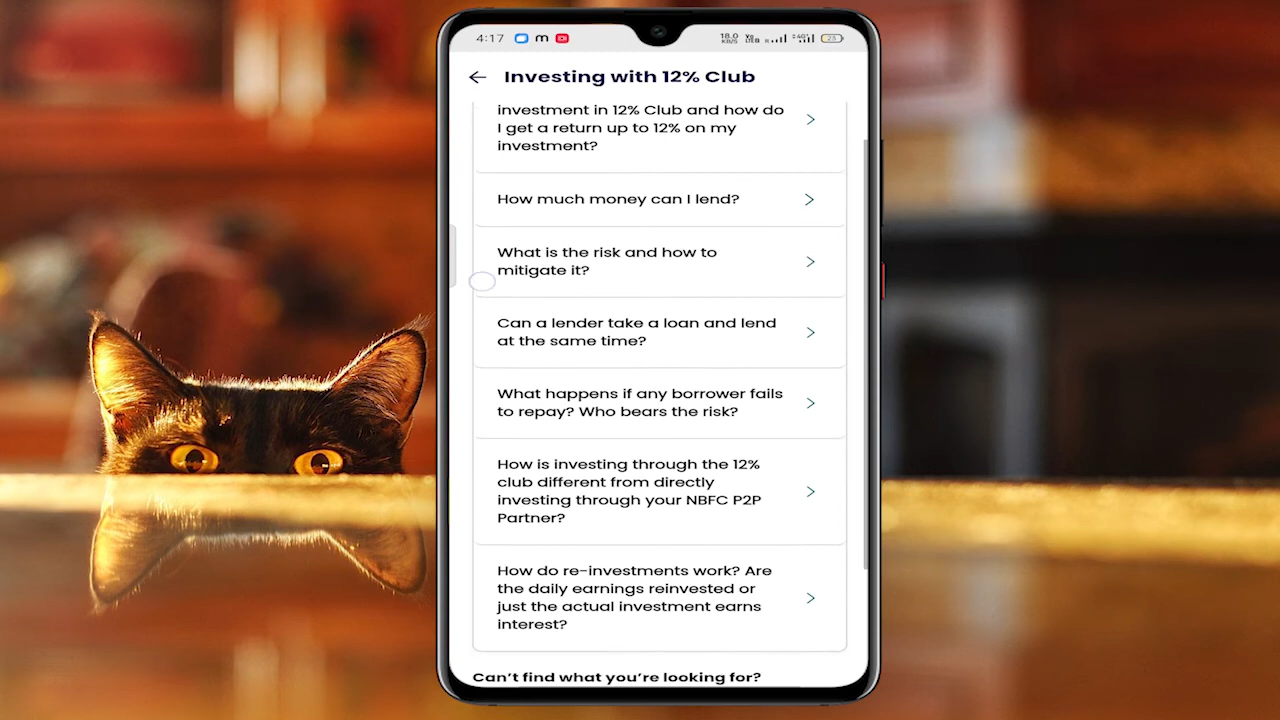 4:17
18.0
KB/S
4G
23
Investing with 12% Club
investment in 12% Club and how do
I get a return up to 12% on my
investment?
How much money can I lend?
What is the risk and how to
mitigate it?
Can a lender take a loan and lend
at the same time?
What happens if any borrower fails
to repay? Who bears the risk?
How is investing through the 12%
club different from directly
investing through your NBFC P2P
Partner?
How do re-investments work? Are
the daily earnings reinvested or
just the actual investment earns
interest?
Can't find what you're looking for?